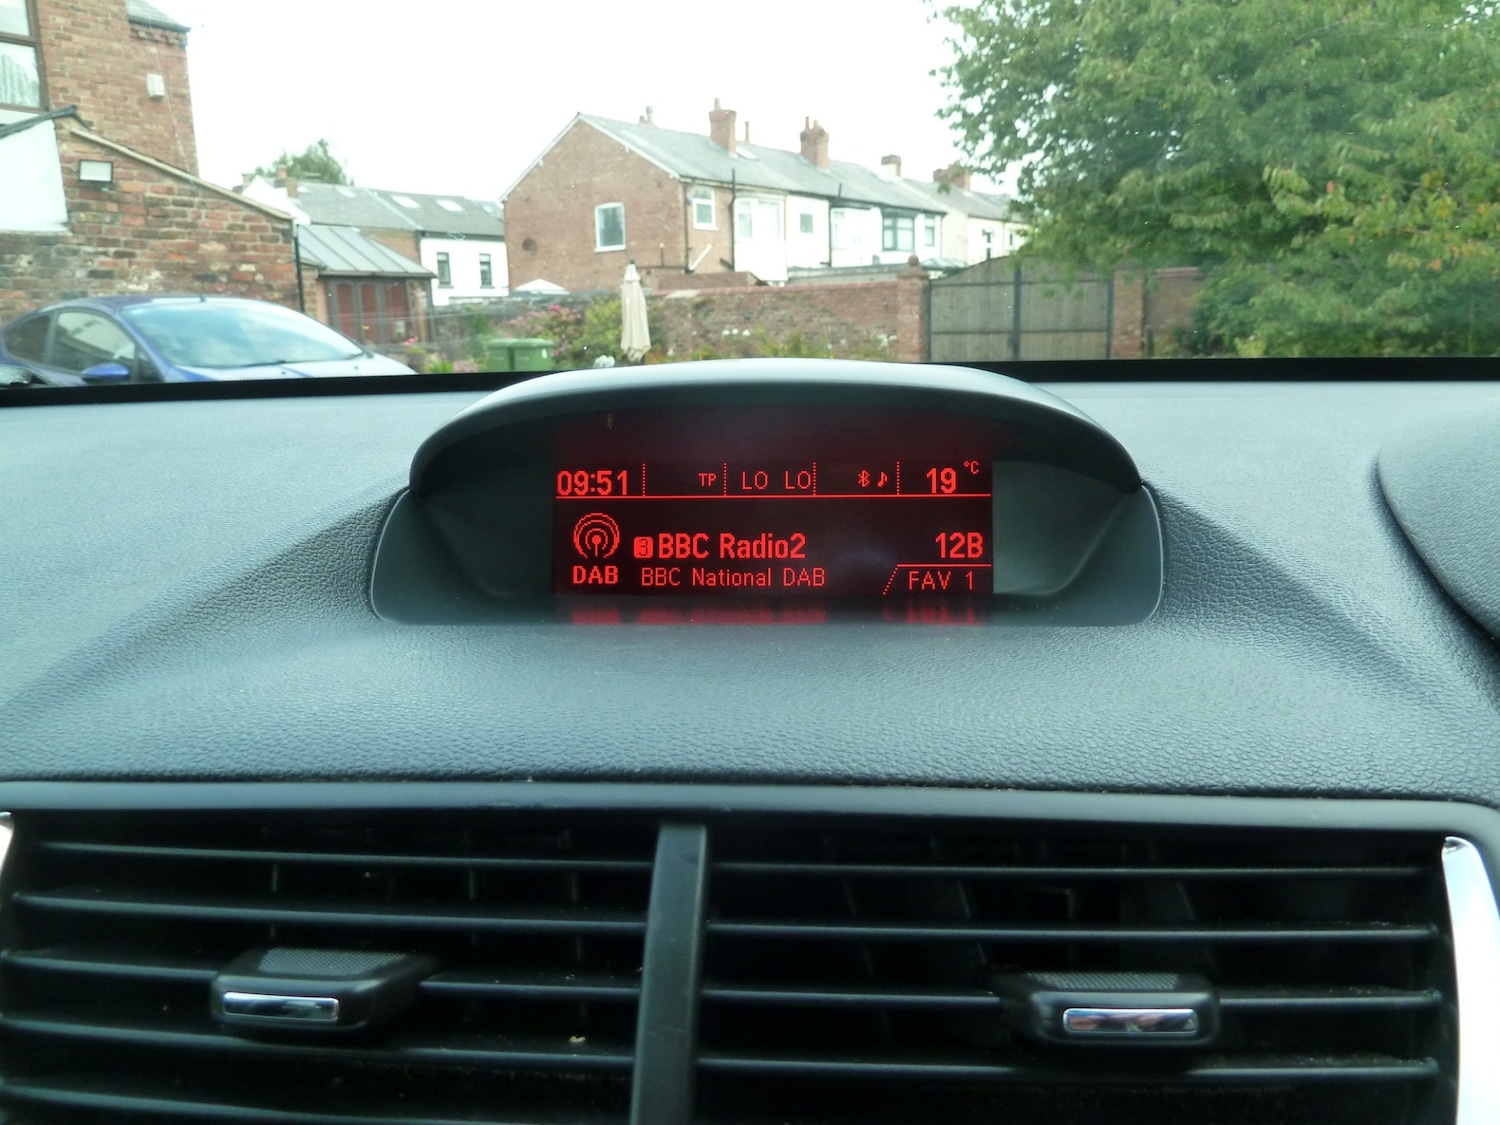 09:51 TP LO LO 19 °C
3 BBC Radio2 12B
DAB BBC National DAB FAV 1